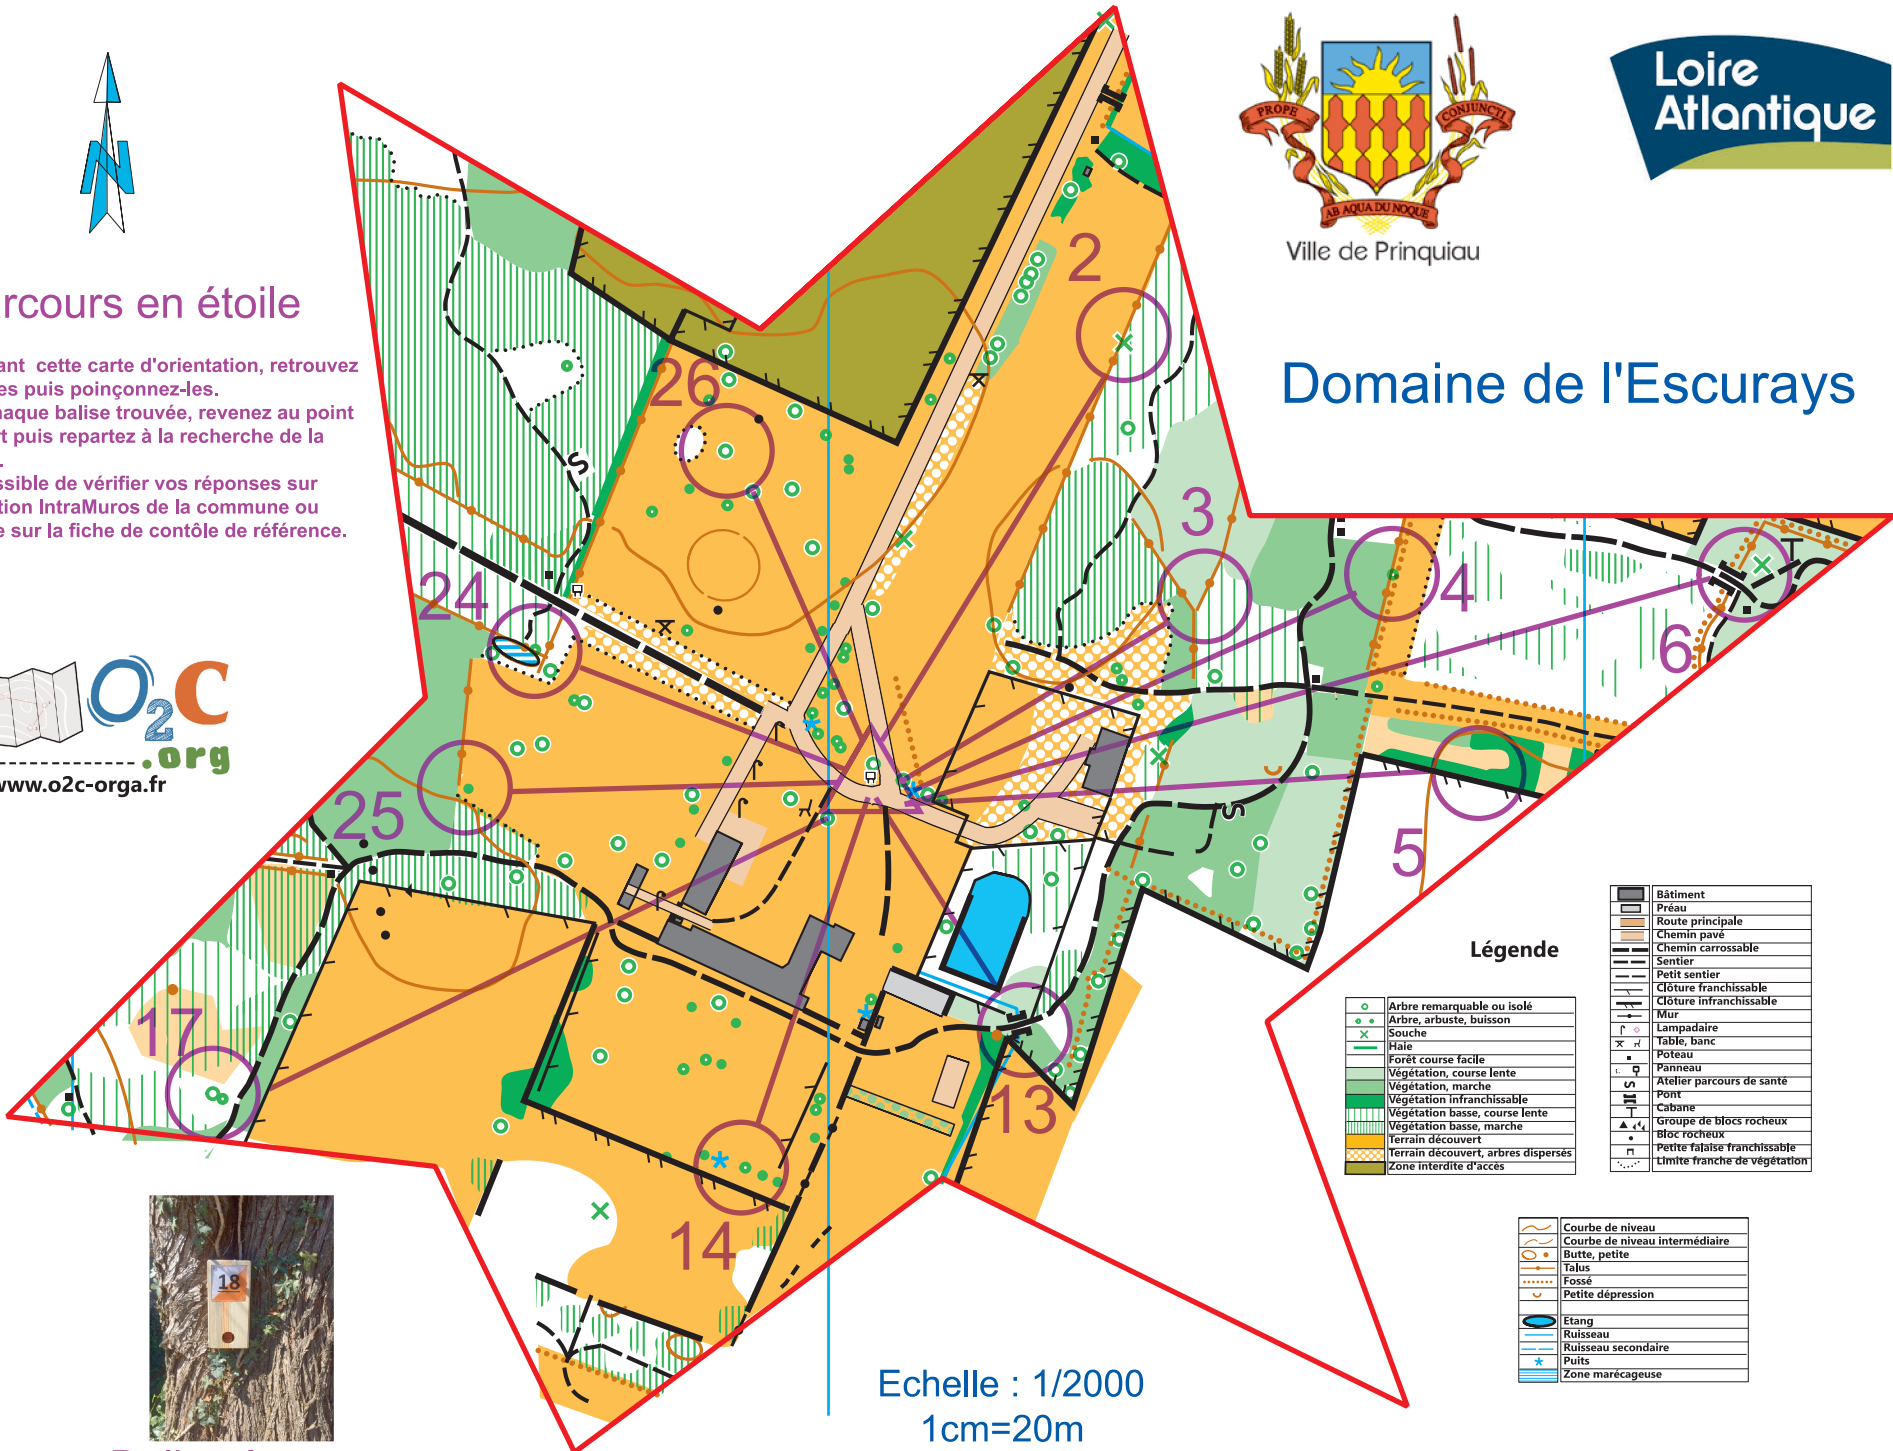 PROPE
CONJUNCTI
AB AQUA DU NOQUE
Ville de Prinquiau
Loire
Atlantique
Domaine de l'Escurays
rcours en étoile
ant cette carte d'orientation, retrouvez
es puis poinçonnez-les.
haque balise trouvée, revenez au point
t puis repartez à la recherche de la
.
ssible de vérifier vos réponses sur
tion IntraMuros de la commune ou
e sur la fiche de contôle de référence.
O2C
.org
www.o2c-orga.fr
2
26
3
4
24
6
25
5
17
13
14
S
S
S
18
Echelle : 1/2000
1cm=20m
Légende
Arbre remarquable ou isolé
Arbre, arbuste, buisson
Souche
Haie
Forêt course facile
Végétation, course lente
Végétation, marche
Végétation infranchissable
Végétation basse, course lente
Végétation basse, marche
Terrain découvert
Terrain découvert, arbres dispersés
Zone interdite d'accès
Bâtiment
Préau
Route principale
Chemin pavé
Chemin carrossable
Sentier
Petit sentier
Clôture franchissable
Clôture infranchissable
Mur
Lampadaire
Table, banc
Poteau
Panneau
Atelier parcours de santé
Pont
Cabane
Groupe de blocs rocheux
Bloc rocheux
Petite falaise franchissable
Limite franche de végétation
Courbe de niveau
Courbe de niveau intermédiaire
Butte, petite
Talus
Fossé
Petite dépression
Etang
Ruisseau
Ruisseau secondaire
Puits
Zone marécageuse